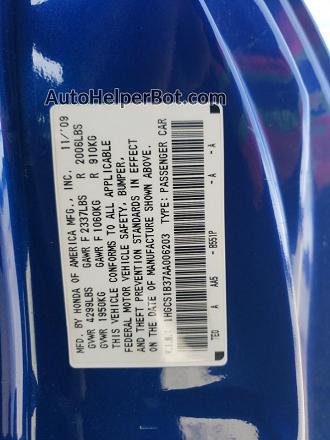 AutoHelperBot.com
MFD. BY HONDA OF AMERICA MFG., INC. 11/'09
GVWR 4299LBS GAWR F 2337LBS R 2006LBS
GVWR 1950KG GAWR F 1060KG R 910KG
THIS VEHICLE CONFORMS TO ALL APPLICABLE
FEDERAL MOTOR VEHICLE SAFETY, BUMPER,
AND THEFT PREVENTION STANDARDS IN EFFECT
ON THE DATE OF MANUFACTURE SHOWN ABOVE.
V.I.N. 1HGCS1B37AA006203 TYPE: PASSENGER CAR
TE0 A AA5 - B551P - A - A